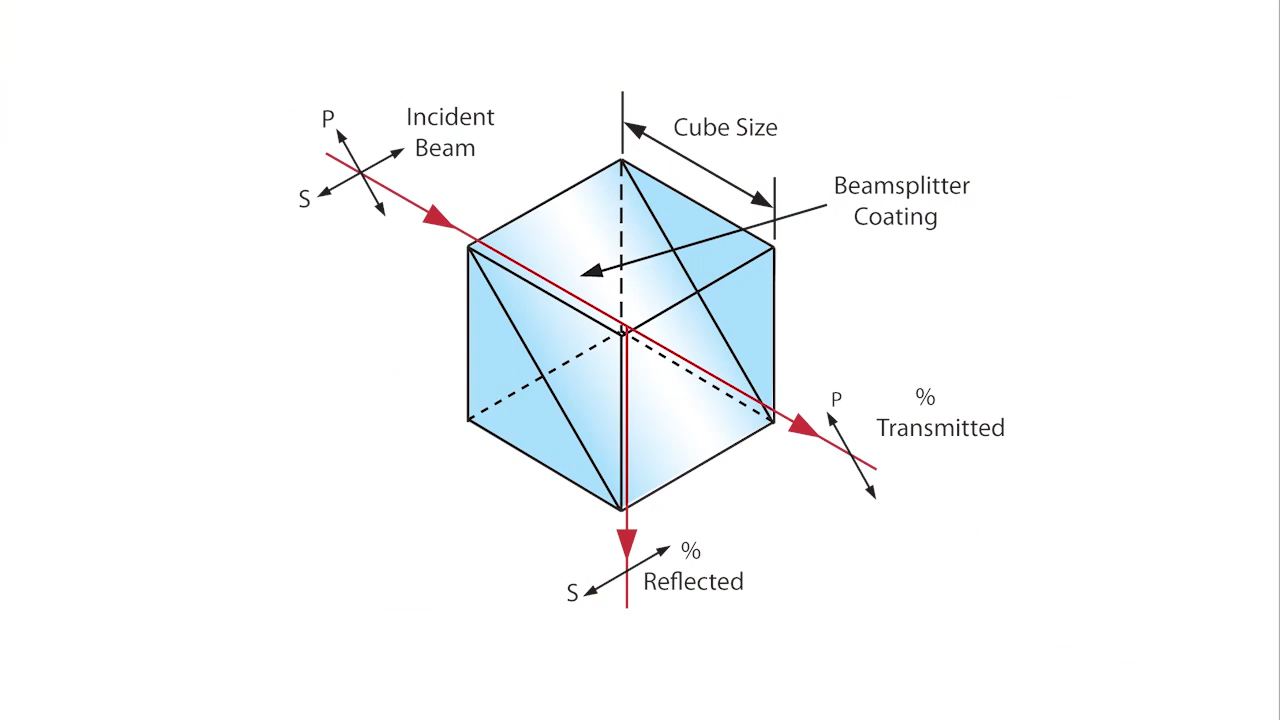 P
Incident
Beam
S
Cube Size
Beamsplitter
Coating
P
%
Transmitted
%
Reflected
S